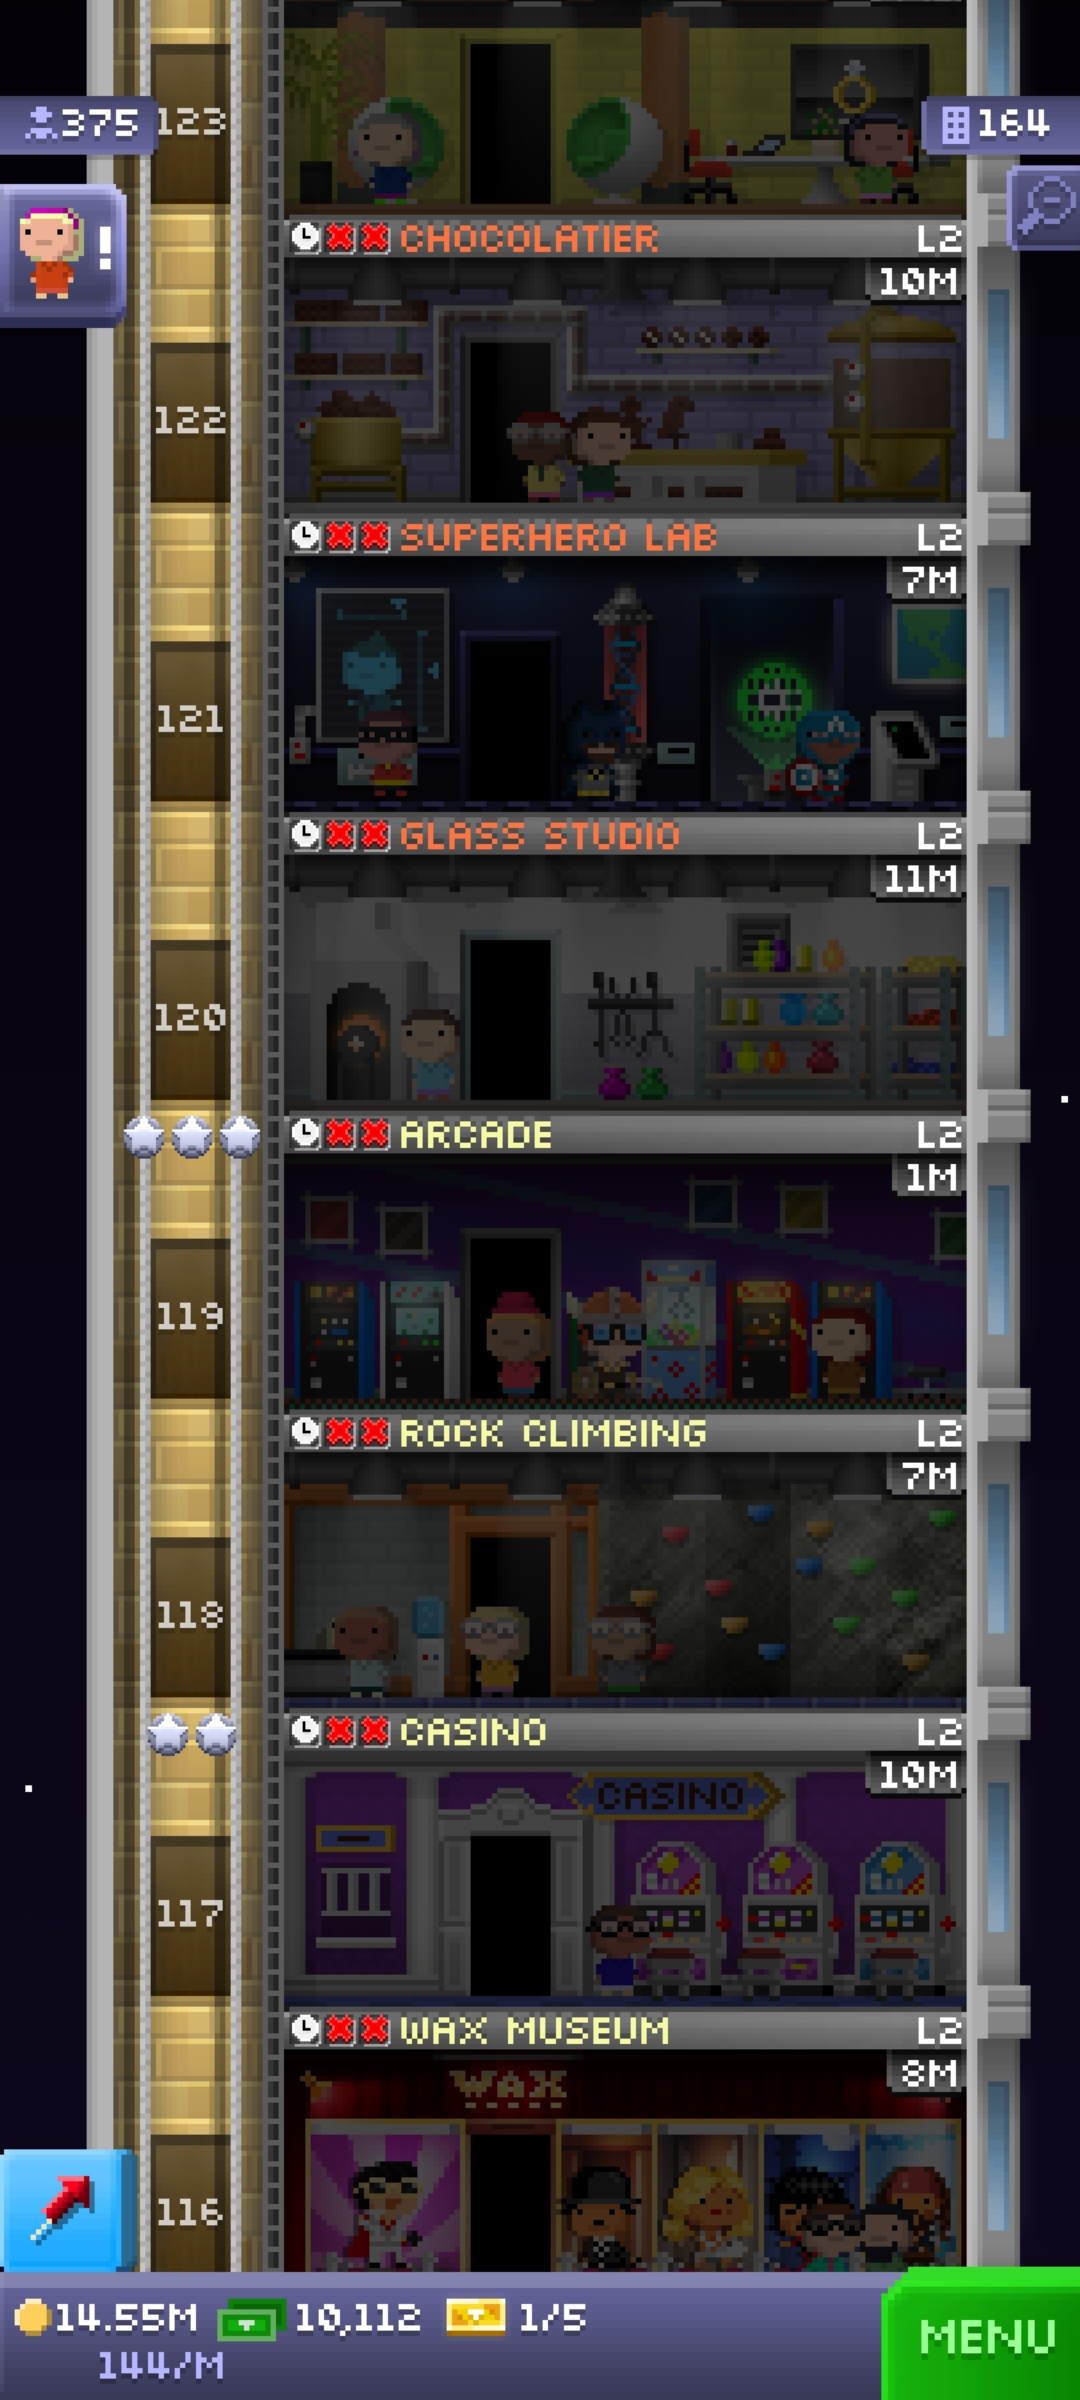 375
123
164
!
CHOCOLATIER L2
10M
122
SUPERHERO LAB L2
7M
121
GLASS STUDIO L2
11M
120
ARCADE L2
1M
119
ROCK CLIMBING L2
7M
118
CASINO L2
10M
CASINO
117
WAX MUSEUM L2
8M
WAX
116
14.55M 10,112 1/5
144/M
MENU